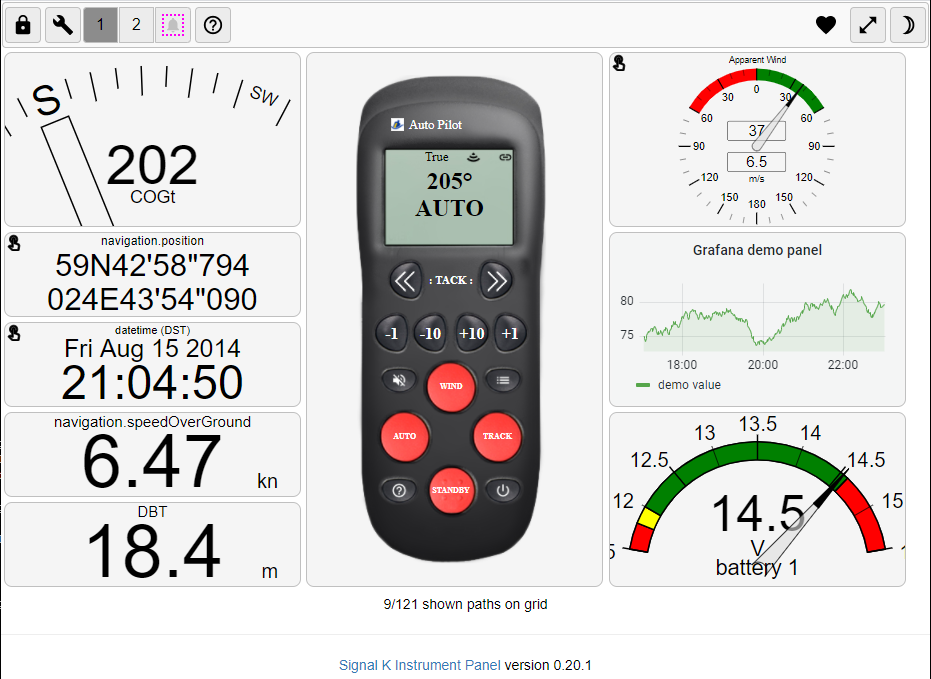 1 2
S
SW
202
COGt
navigation.position
59N42'58"794
024E43'54"090
datetime (DST)
Fri Aug 15 2014
21:04:50
navigation.speedOverGround
6.47 kn
DBT
18.4 m
Auto Pilot
True
205°
AUTO
: TACK :
-1 -10 +10 +1
WIND
AUTO TRACK
STANDBY
Apparent Wind
0
30 30
60 60
37
90 90
6.5
m/s
120 120
150 150
180
Grafana demo panel
80
75
18:00 20:00 22:00
demo value
13.5
13 14
12.5 14.5
12 15
14.5
V
battery 1
9/121 shown paths on grid
Signal K Instrument Panel version 0.20.1